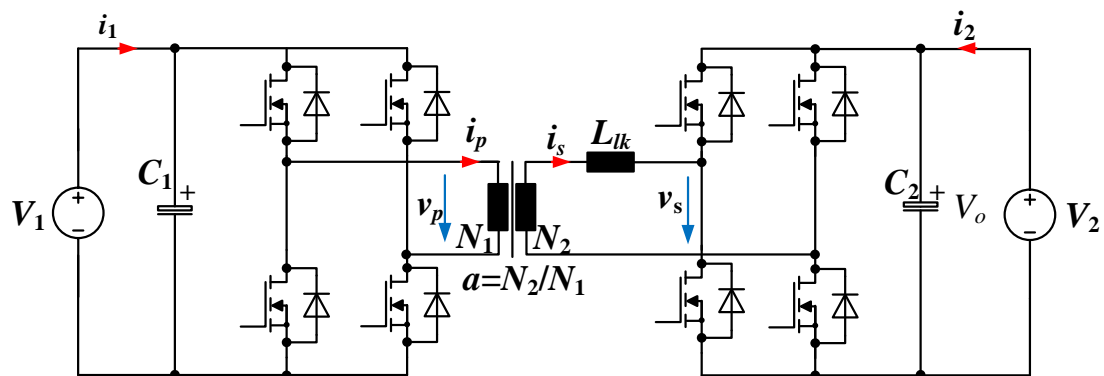 i₁
i₂
iₚ
iₛ
Lₗₖ
C₁ +
C₂ +
V₁
vₚ
vₛ
Vₒ
V₂
N₁ N₂
a=N₂/N₁
+
−
+
−